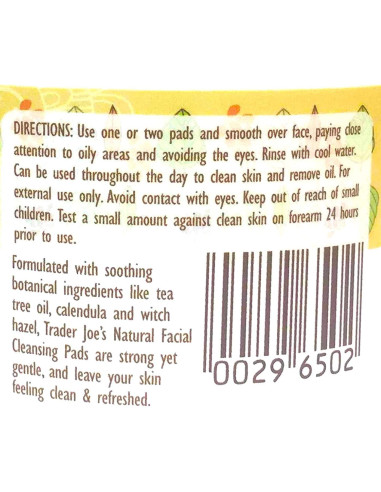 DIRECTIONS: Use one or two pads and smooth over face, paying close
attention to oily areas and avoiding the eyes. Rinse with cool water.
Can be used throughout the day to clean skin and remove oil. For
external use only. Avoid contact with eyes. Keep out of reach of small
children. Test a small amount against clean skin on forearm 24 hours
prior to use.
Formulated with soothing
botanical ingredients like tea
tree oil, calendula and witch
hazel, Trader Joe's Natural Facial
Cleansing Pads are strong yet
gentle, and leave your skin
feeling clean & refreshed.
0029 6502